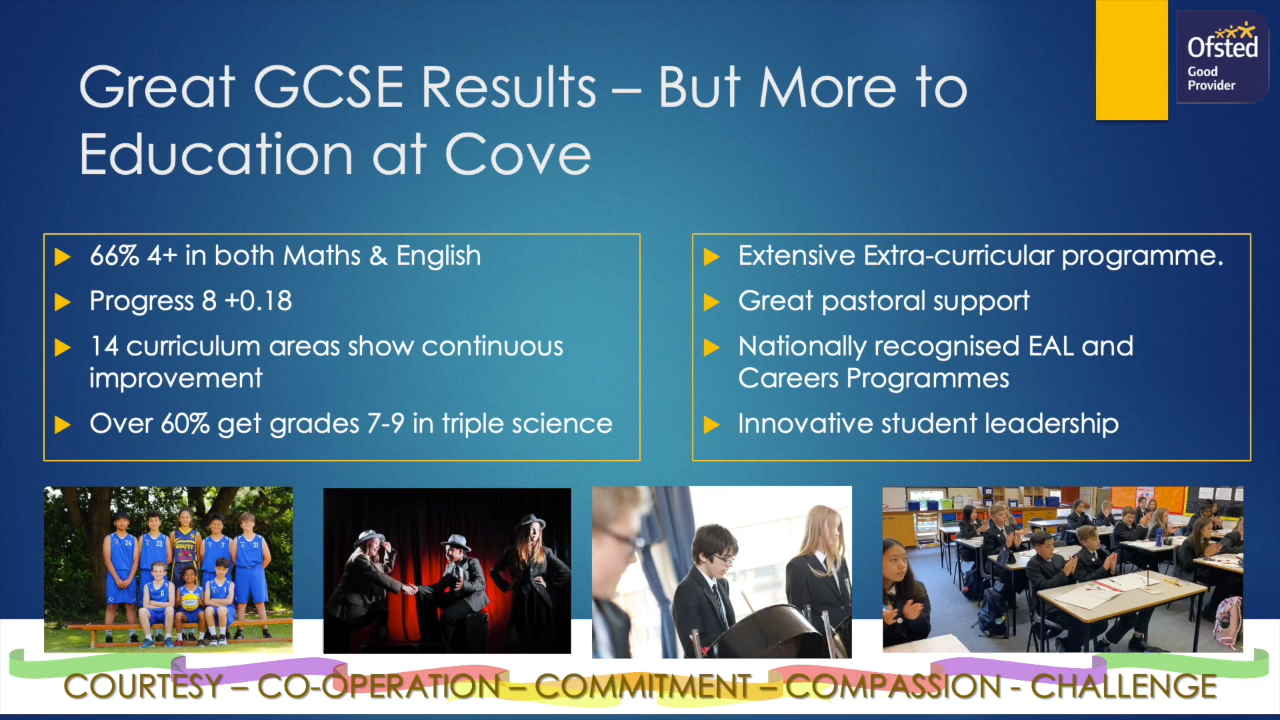 Great GCSE Results – But More to
Education at Cove
Ofsted
Good
Provider
66% 4+ in both Maths & English
Progress 8 +0.18
14 curriculum areas show continuous
improvement
Over 60% get grades 7-9 in triple science
Extensive Extra-curricular programme.
Great pastoral support
Nationally recognised EAL and
Careers Programmes
Innovative student leadership
COURTESY – CO-OPERATION – COMMITMENT – COMPASSION - CHALLENGE